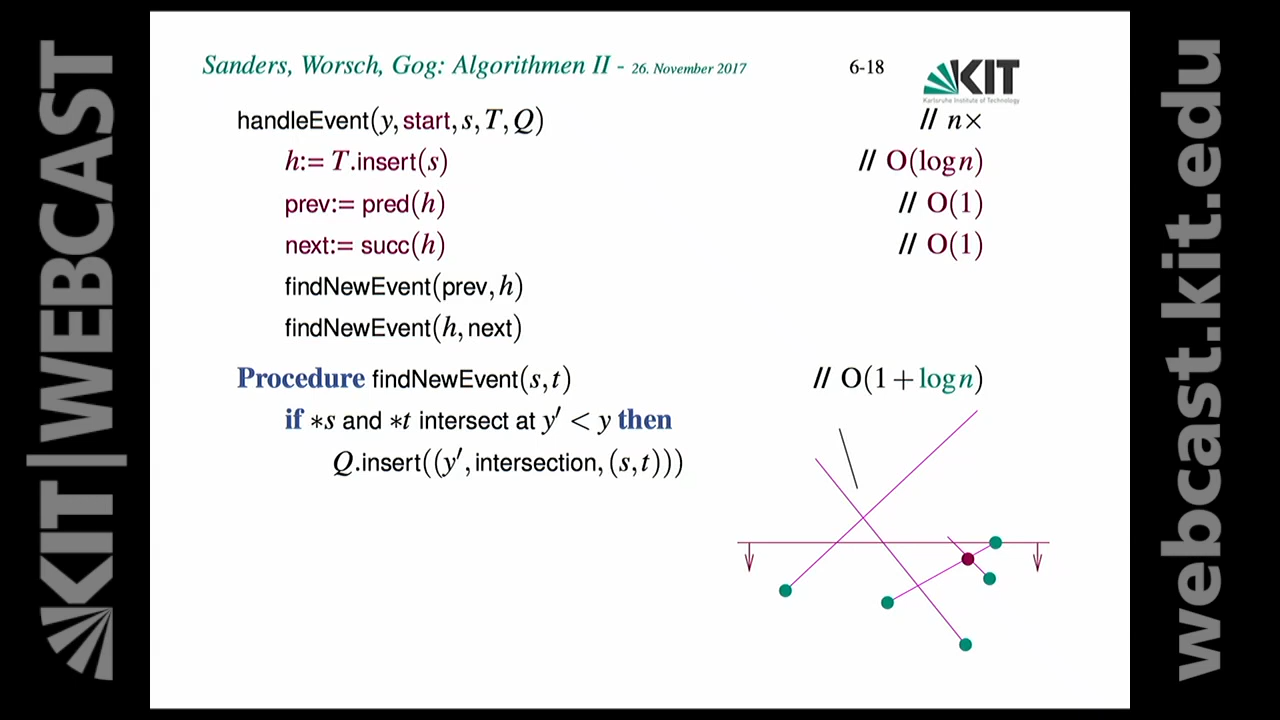 KIT|WEBCAST
Sanders, Worsch, Gog: Algorithmen II - 26. November 2017 6-18 KIT
Karlsruhe Institute of Technology
handleEvent(y, start, s, T, Q) // n×
h:= T.insert(s) // O(log n)
prev:= pred(h) // O(1)
next:= succ(h) // O(1)
findNewEvent(prev, h)
findNewEvent(h, next)
Procedure findNewEvent(s, t) // O(1 + log n)
if *s and *t intersect at y′ < y then
Q.insert((y′, intersection, (s, t)))
webcast.kit.edu